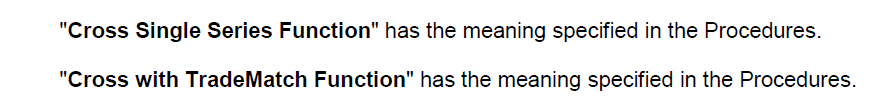 "Cross Single Series Function" has the meaning specified in the Procedures.
"Cross with TradeMatch Function" has the meaning specified in the Procedures.